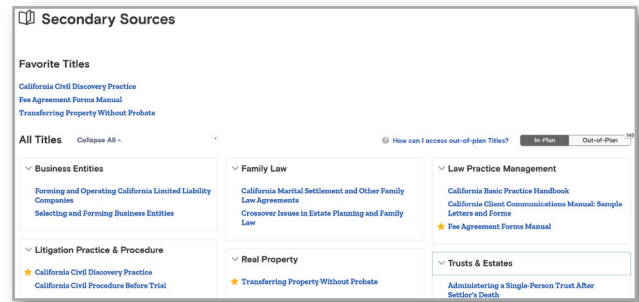 Secondary Sources
Favorite Titles
California Civil Discovery Practice
Fee Agreement Forms Manual
Transferring Property Without Probate
All Titles Collapse All
How can I access out-of-plan Titles? In-Plan Out-of-Plan 143
Business Entities
Forming and Operating California Limited Liability
Companies
Selecting and Forming Business Entities
Family Law
California Marital Settlement and Other Family
Law Agreements
Crossover Issues in Estate Planning and Family
Law
Law Practice Management
California Basic Practice Handbook
California Client Communications Manual: Sample
Letters and Forms
Fee Agreement Forms Manual
Litigation Practice & Procedure
California Civil Discovery Practice
California Civil Procedure Before Trial
Real Property
Transferring Property Without Probate
Trusts & Estates
Administering a Single-Person Trust After
Settlor's Death